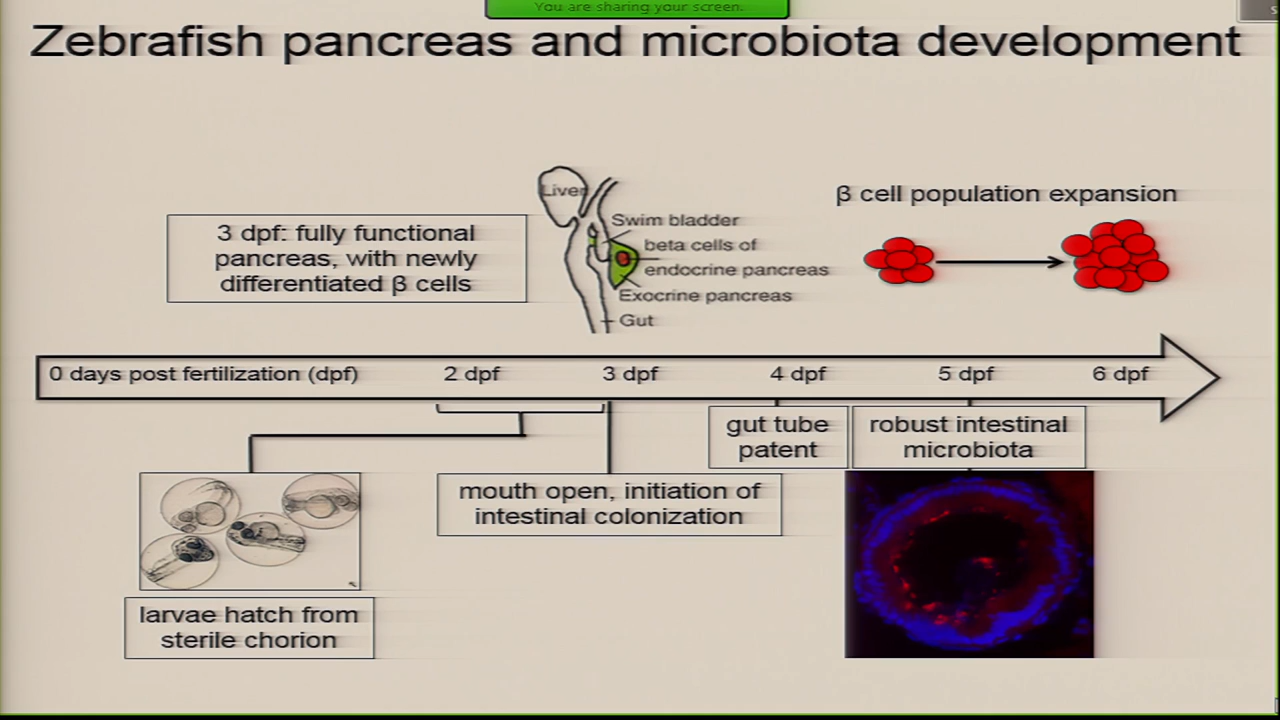 You are sharing your screen.
Zebrafish pancreas and microbiota development
Liver
Swim bladder
beta cells of
endocrine pancreas
Exocrine pancreas
Gut
β cell population expansion
3 dpf: fully functional
pancreas, with newly
differentiated β cells
0 days post fertilization (dpf)
2 dpf
3 dpf
4 dpf
5 dpf
6 dpf
gut tube
patent
robust intestinal
microbiota
mouth open, initiation of
intestinal colonization
larvae hatch from
sterile chorion